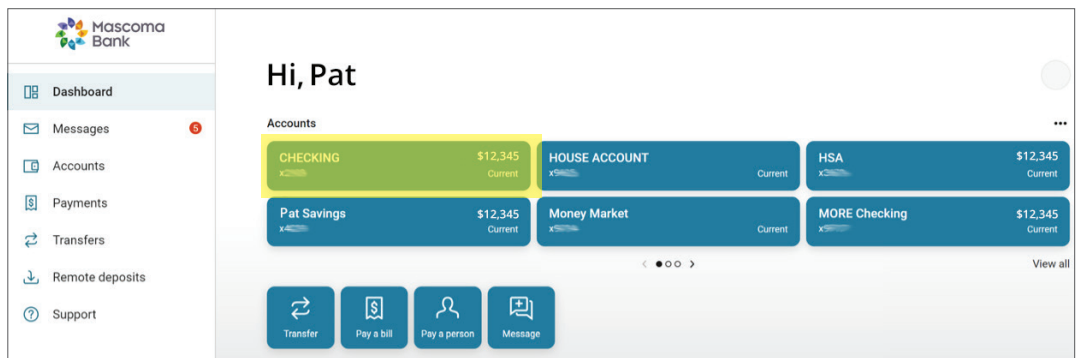 Mascoma
Bank
Dashboard
Messages 5
Accounts
Payments
Transfers
Remote deposits
Support
Hi, Pat
Accounts
CHECKING $12,345
Current
HOUSE ACCOUNT
Current
HSA $12,345
Current
Pat Savings $12,345
Current
Money Market
Current
MORE Checking $12,345
Current
View all
Transfer
Pay a bill
Pay a person
Message